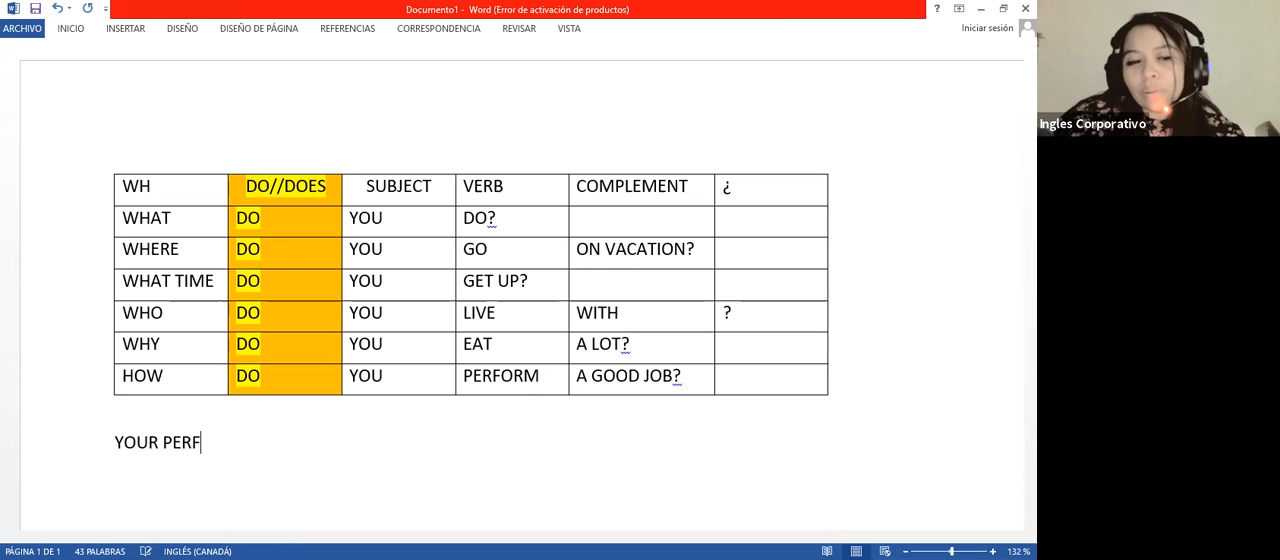 Documento1 - Word (Error de activación de productos)
?
ARCHIVO INICIO INSERTAR DISEÑO DISEÑO DE PÁGINA REFERENCIAS CORRESPONDENCIA REVISAR VISTA Iniciar sesión
Ingles Corporativo
WH DO//DOES SUBJECT VERB COMPLEMENT ¿
WHAT DO YOU DO?
WHERE DO YOU GO ON VACATION?
WHAT TIME DO YOU GET UP?
WHO DO YOU LIVE WITH ?
WHY DO YOU EAT A LOT?
HOW DO YOU PERFORM A GOOD JOB?
YOUR PERF
PÁGINA 1 DE 1 43 PALABRAS INGLÉS (CANADÁ) 132 %